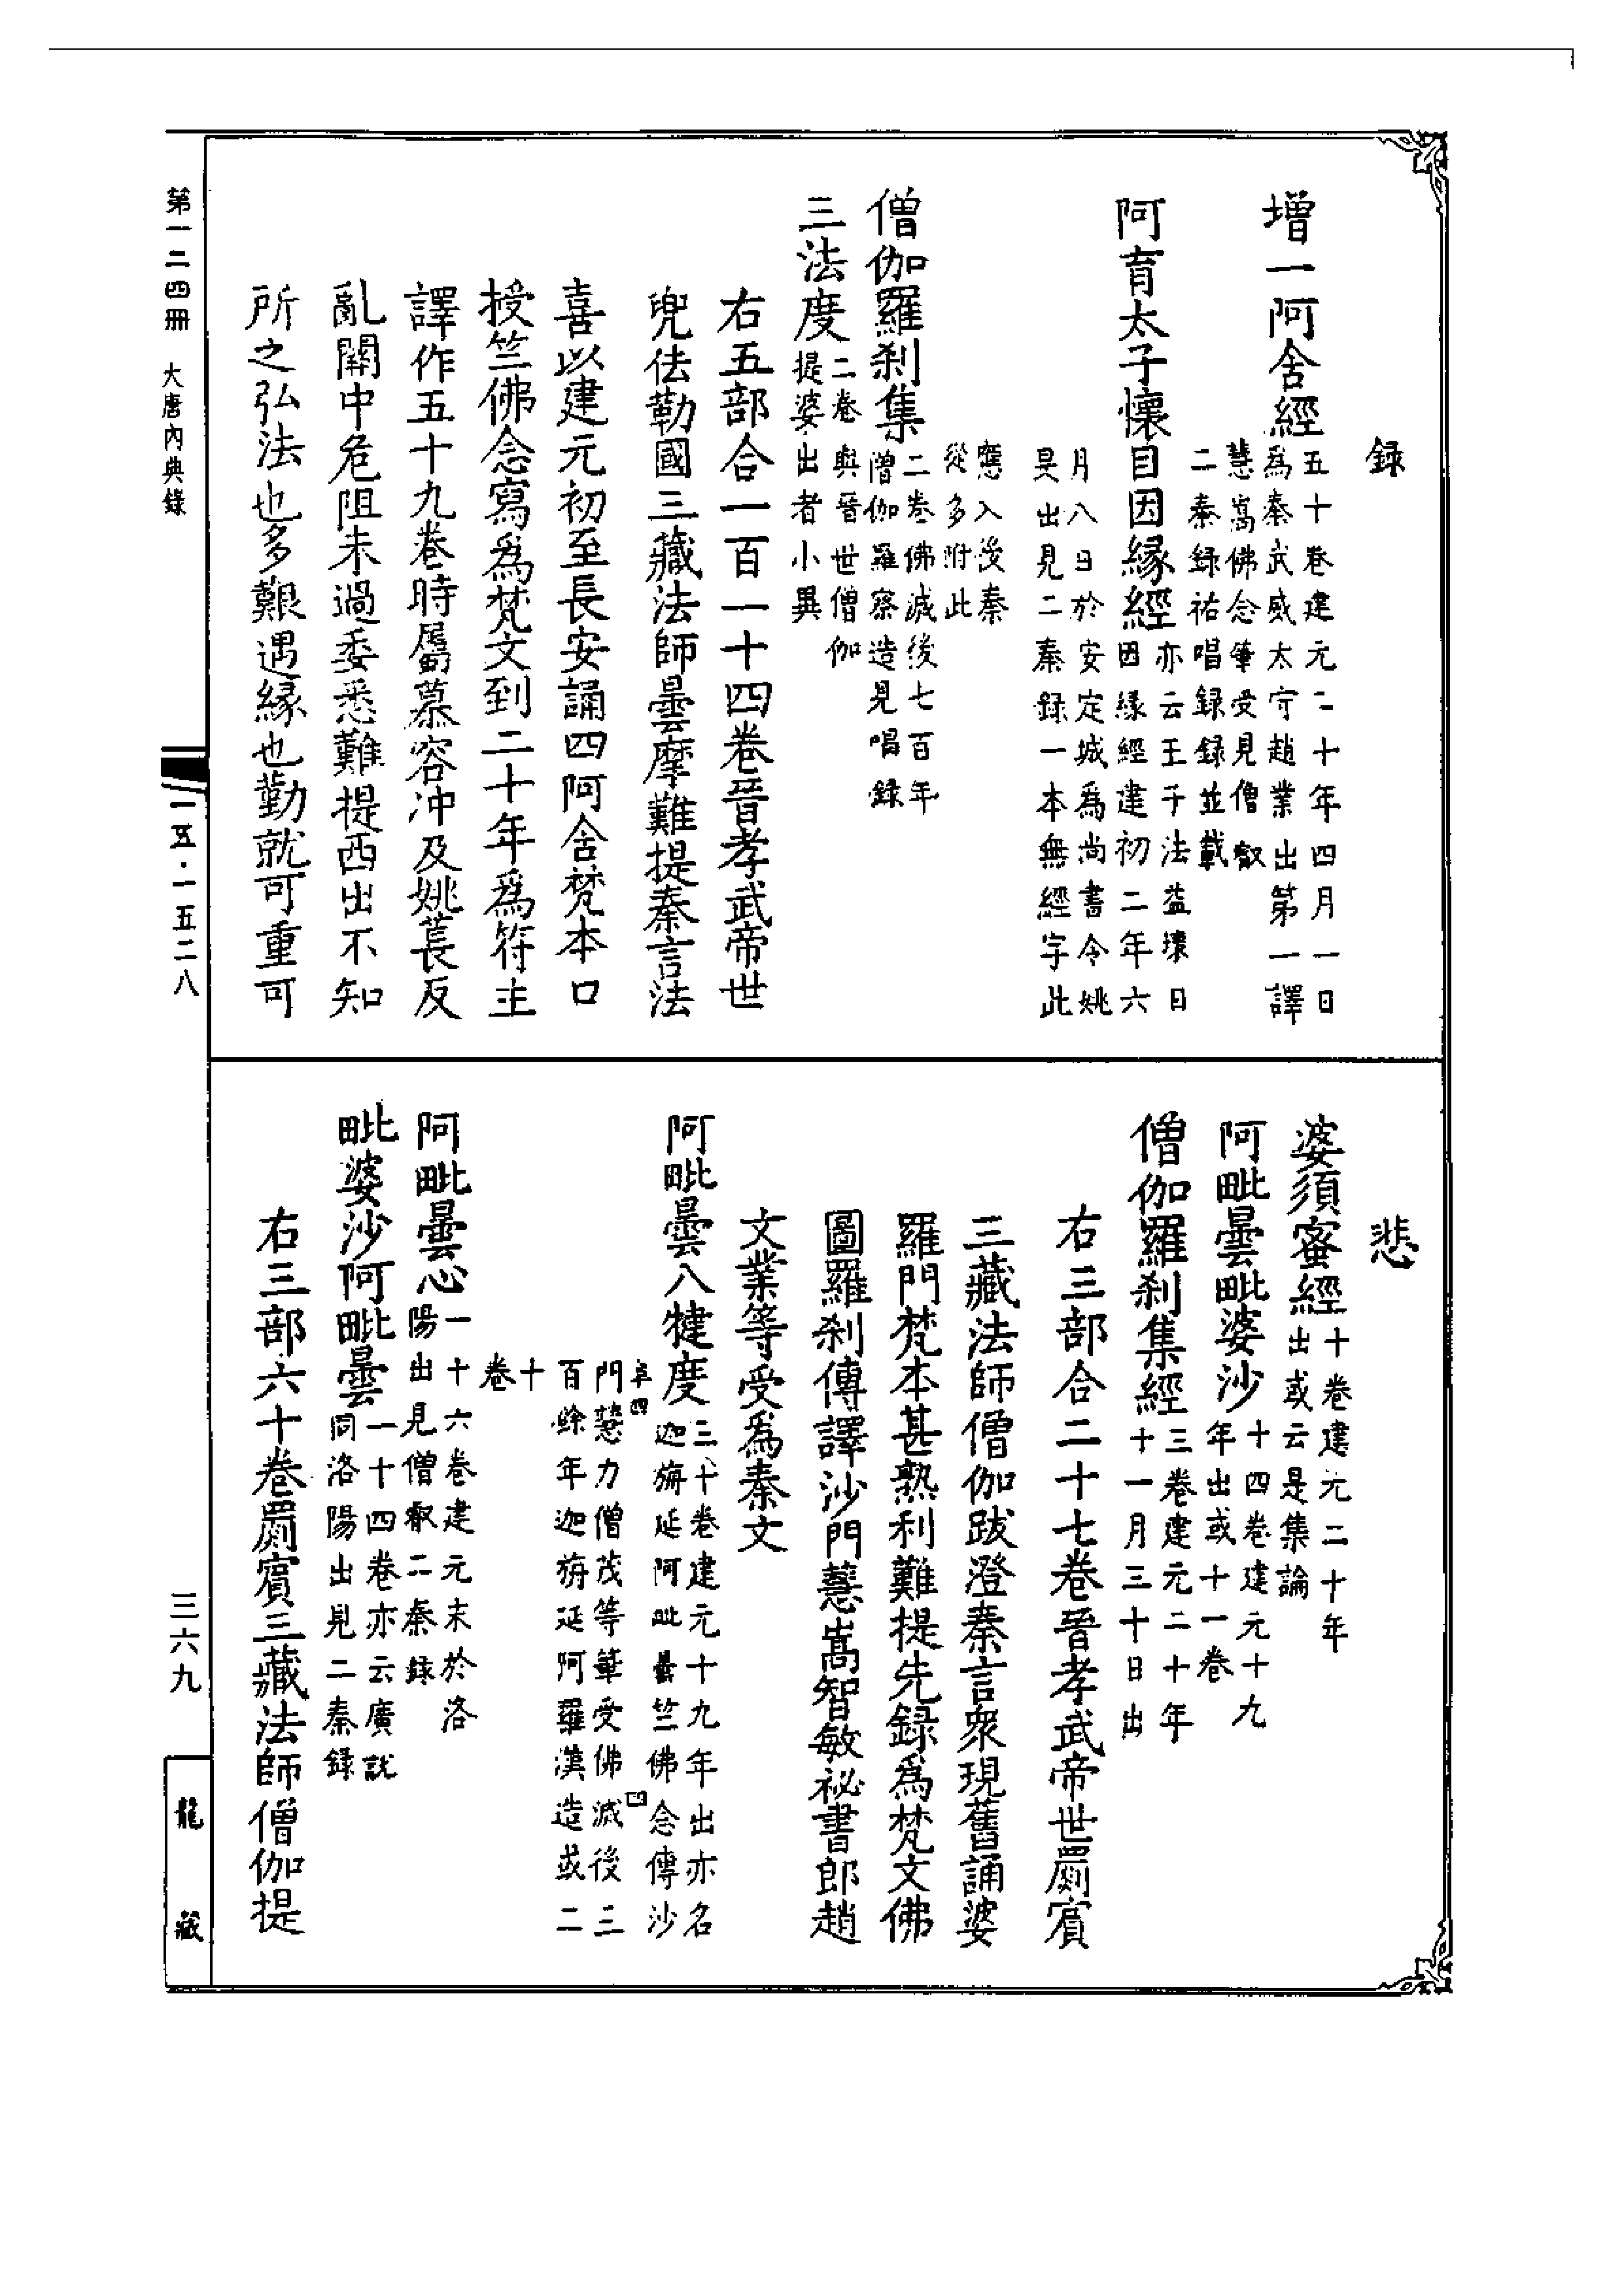 録
增一阿含經
五十卷建元二十年四月一日
爲秦武威太守趙業出第一譯
慧嵩佛念筆受見僧叡
二秦録祐唱録録並載
阿育太子懷目因緣經
亦云王子法益壞目
因緣經建初二年六
月八日於安定城爲尚書令姚
旻出見二秦錄一本無經字此
應入後秦
從多附此
僧伽羅刹集
二卷佛滅後七百年
僧伽羅察造見唱錄
三法度
二卷與晉世僧伽
提婆出者小異
右五部合一百一十四卷晉孝武帝世
兜佉勒國三藏法師曇摩難提秦言法
喜以建元初至長安誦四阿含梵本口
授竺佛念寫爲梵文到二十年爲符主
譯作五十九卷時屬慕容冲及姚萇反
亂關中危阻未過委悉難提西出不知
所之弘法也多艱遇緣也勤就可重可
悲
婆須蜜經
十卷建元二十年
出或云是集論
阿毗曇毗婆沙
十四卷建元十九
年出或十一卷
僧伽羅刹集經
三卷建元二十年
十一月三十日出
右三部合二十七卷晉孝武帝世罽賓
三藏法師僧伽跋澄秦言衆現舊誦婆
羅門梵本甚熟利難提先録爲梵文佛
圖羅刹傳譯沙門慧嵩智敏祕書郎趙
文業等受爲秦文
阿毗曇八犍度
三十卷建元十九年出亦名
迦旃延阿毗曇竺佛念傳沙
門慧力僧茂等筆受佛滅後三
百餘年迦旃延阿羅漢造或二
十
卷
阿毗曇心
一十六卷建元末於洛
陽出見僧叡二秦錄
毗婆沙阿毗曇
一十四卷亦云廣説
同洛陽出見二秦錄
右三部六十卷罽賓三藏法師僧伽提
第一二四冊 大唐內典錄
一一五·一五二八
三六九
龍藏